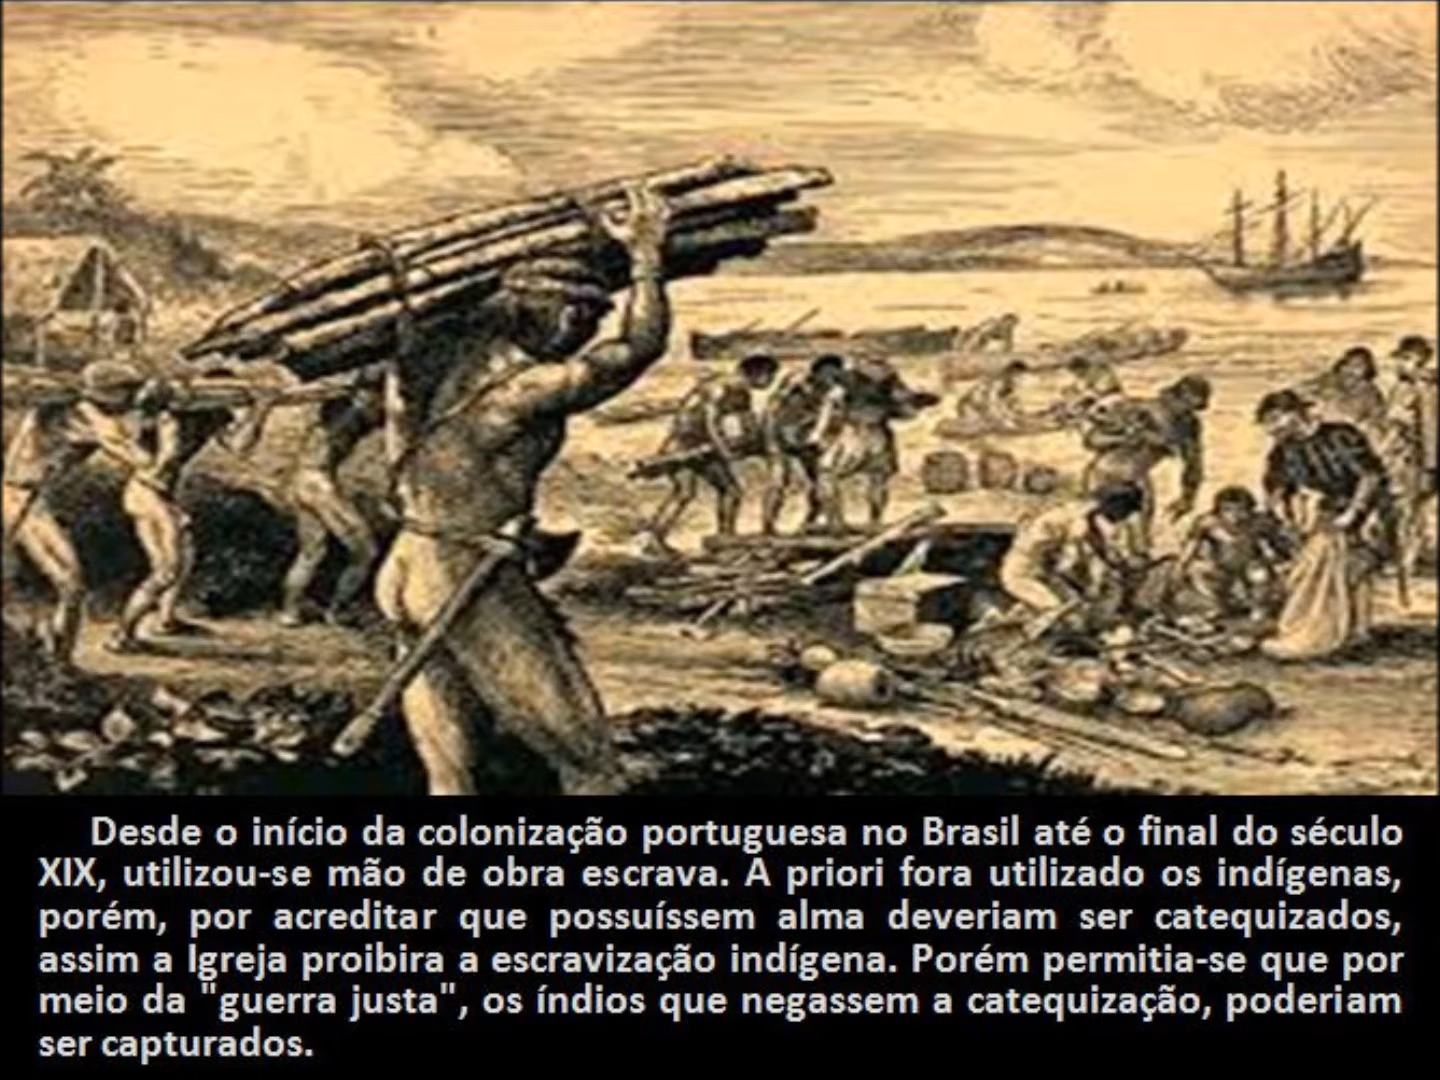 Desde o início da colonização portuguesa no Brasil até o final do século
XIX, utilizou-se mão de obra escrava. A priori fora utilizado os indígenas,
porém, por acreditar que possuíssem alma deveriam ser catequizados,
assim a Igreja proibira a escravização indígena. Porém permitia-se que por
meio da "guerra justa", os índios que negassem a catequização, poderiam
ser capturados.